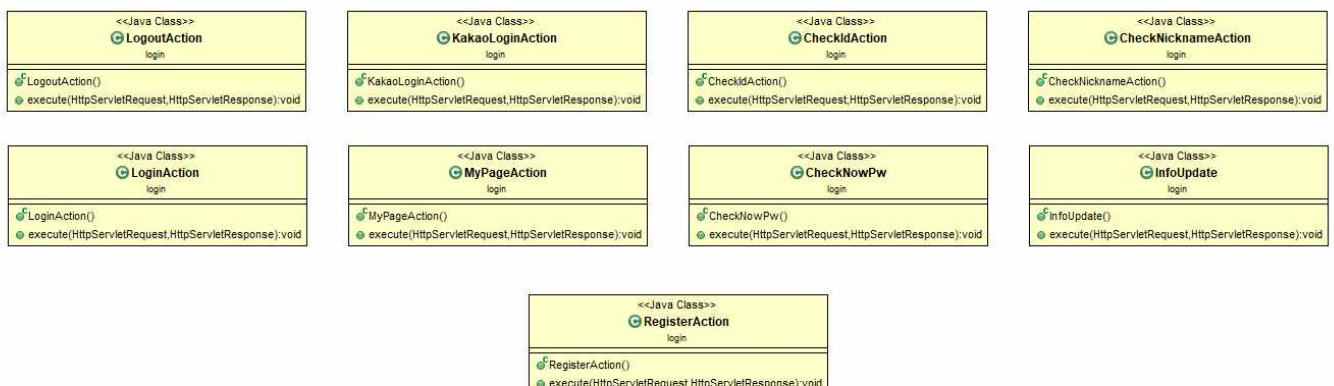 <<Java Class>>
LogoutAction
login
LogoutAction()
execute(HttpServletRequest,HttpServletResponse):void
<<Java Class>>
KakaoLoginAction
login
KakaoLoginAction()
execute(HttpServletRequest,HttpServletResponse):void
<<Java Class>>
CheckIdAction
login
CheckIdAction()
execute(HttpServletRequest,HttpServletResponse):void
<<Java Class>>
CheckNicknameAction
login
CheckNicknameAction()
execute(HttpServletRequest,HttpServletResponse):void
<<Java Class>>
LoginAction
login
LoginAction()
execute(HttpServletRequest,HttpServletResponse):void
<<Java Class>>
MyPageAction
login
MyPageAction()
execute(HttpServletRequest,HttpServletResponse):void
<<Java Class>>
CheckNowPw
login
CheckNowPw()
execute(HttpServletRequest,HttpServletResponse):void
<<Java Class>>
InfoUpdate
login
InfoUpdate()
execute(HttpServletRequest,HttpServletResponse):void
<<Java Class>>
RegisterAction
login
RegisterAction()
execute(HttpServletRequest,HttpServletResponse):void